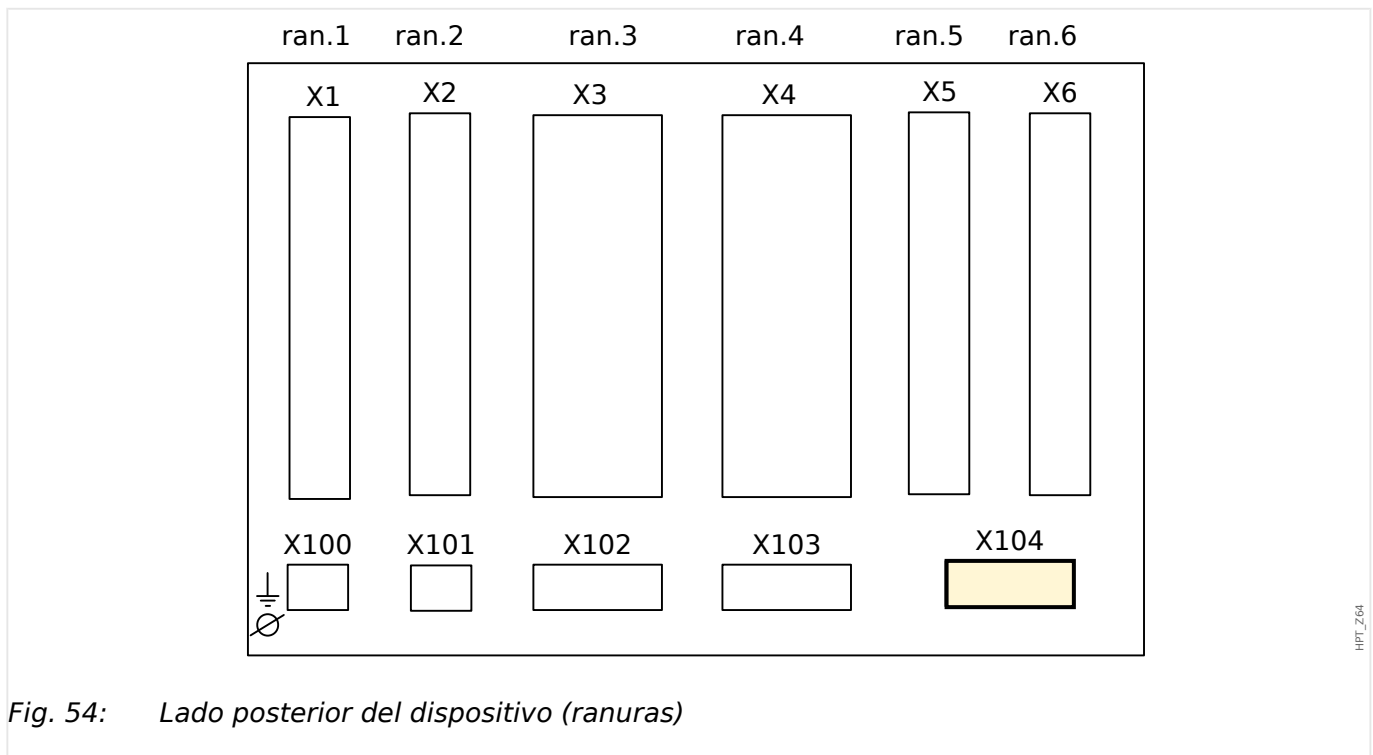 ran.1 ran.2 ran.3 ran.4 ran.5 ran.6
X1 X2 X3 X4 X5 X6
X100 X101 X102 X103 X104
HPT_Z64
Fig. 54: Lado posterior del dispositivo (ranuras)